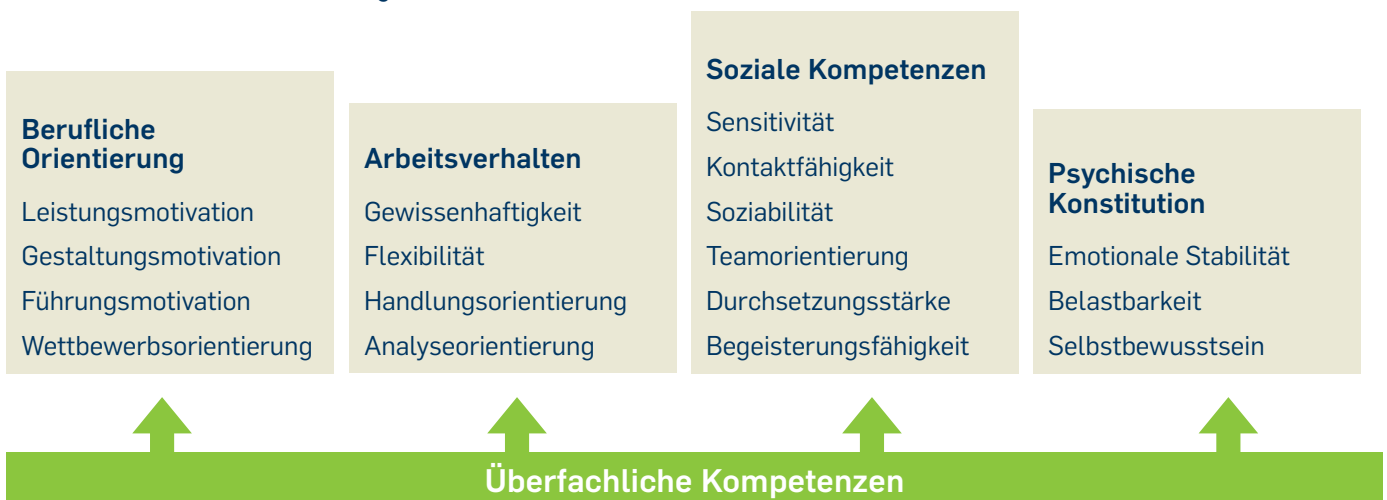 Berufliche
Orientierung
Leistungsmotivation
Gestaltungsmotivation
Führungsmotivation
Wettbewerbsorientierung
Arbeitsverhalten
Gewissenhaftigkeit
Flexibilität
Handlungsorientierung
Analyseorientierung
Soziale Kompetenzen
Sensitivität
Kontaktfähigkeit
Soziabilität
Teamorientierung
Durchsetzungsstärke
Begeisterungsfähigkeit
Psychische
Konstitution
Emotionale Stabilität
Belastbarkeit
Selbstbewusstsein
Überfachliche Kompetenzen